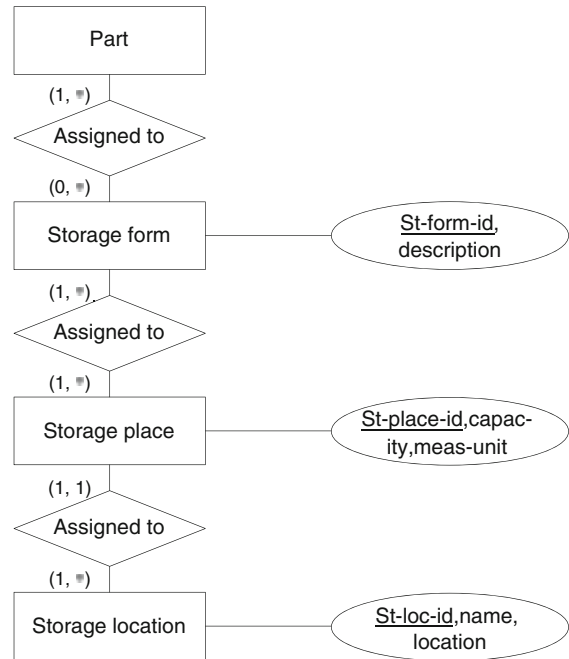 Part
(1, *)
Assigned to
(0, *)
Storage form
St-form-id,
description
(1, *)
Assigned to
(1, *)
Storage place
St-place-id,capac-
ity,meas-unit
(1, 1)
Assigned to
(1, *)
Storage location
St-loc-id,name,
location